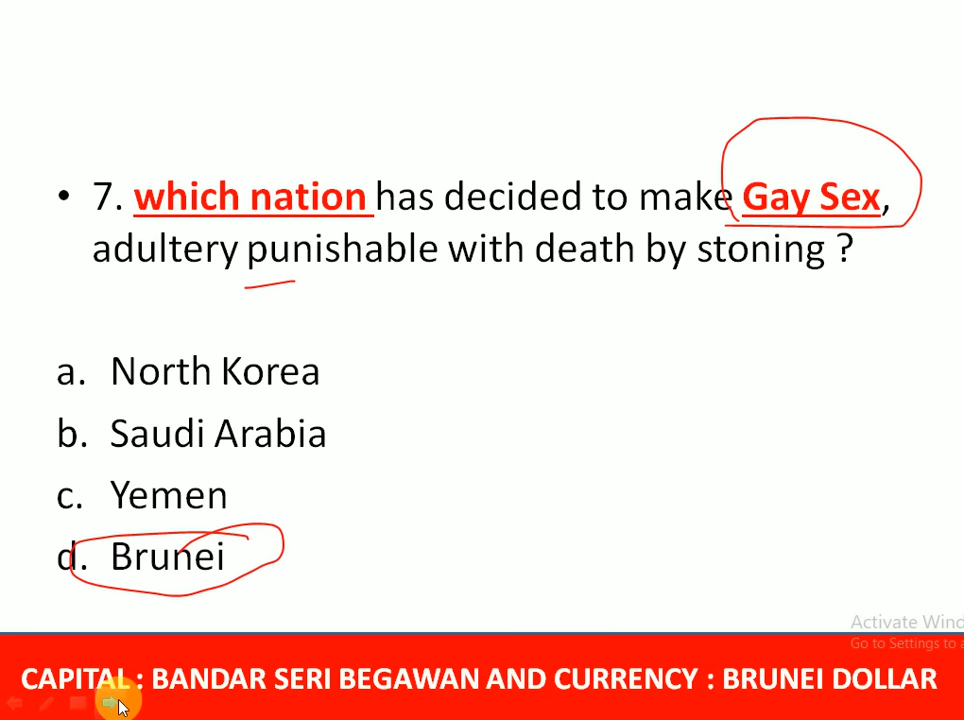 • 7. which nation has decided to make Gay Sex,
adultery punishable with death by stoning ?
a. North Korea
b. Saudi Arabia
c. Yemen
d. Brunei
Activate Wind
Go to Settings to a
CAPITAL : BANDAR SERI BEGAWAN AND CURRENCY : BRUNEI DOLLAR